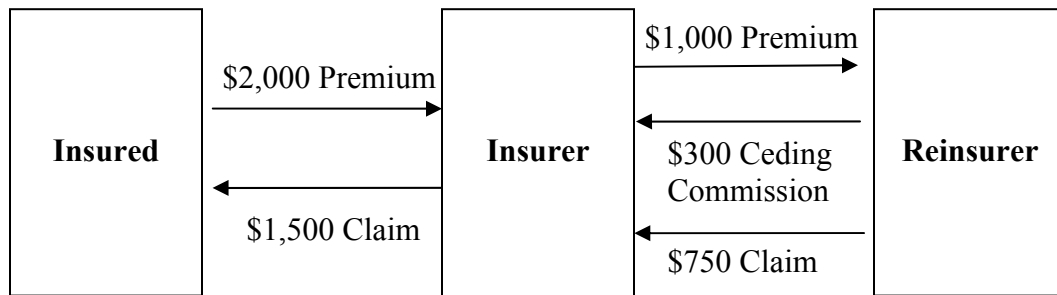 $1,000 Premium
$2,000 Premium
Insured
Insurer
$300 Ceding
Commission
Reinsurer
$1,500 Claim
$750 Claim